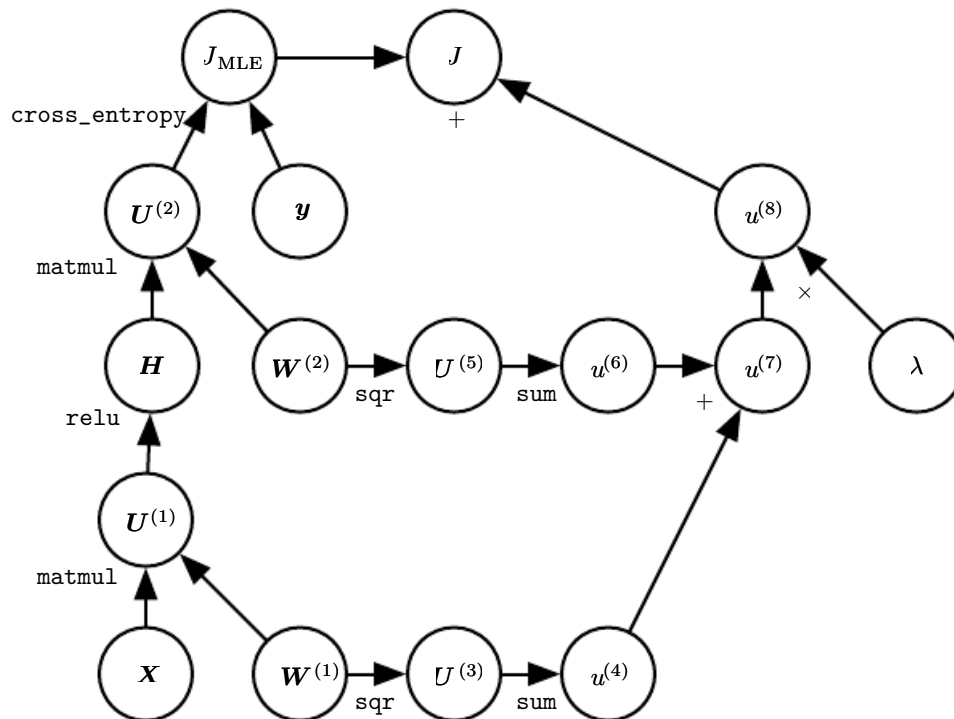 J_MLE J
cross_entropy +
U^(2) y u^(8)
matmul ×
H W^(2) U^(5) u^(6) u^(7) λ
sqr sum +
relu
U^(1)
matmul
X W^(1) U^(3) u^(4)
sqr sum